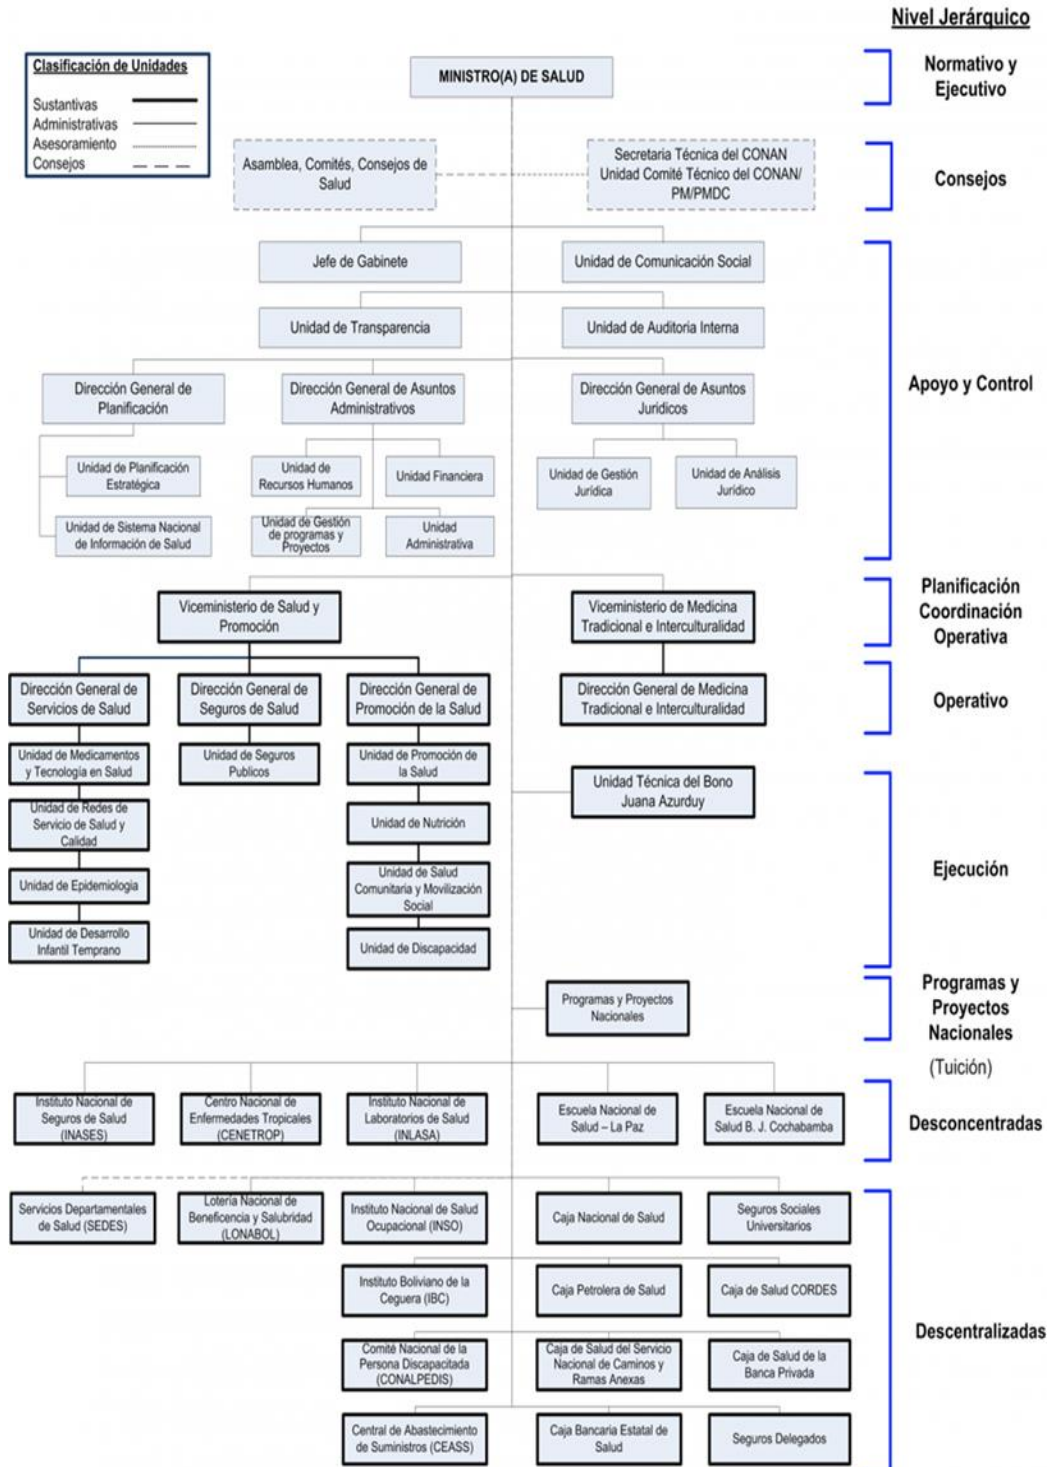 Nivel Jerárquico
Clasificación de Unidades
Sustantivas
Administrativas
Asesoramiento
Consejos
MINISTRO(A) DE SALUD
Normativo y
Ejecutivo
Asamblea, Comités, Consejos de
Salud
Secretaria Técnica del CONAN
Unidad Comité Técnico del CONAN/
PM/PMDC
Consejos
Jefe de Gabinete
Unidad de Comunicación Social
Unidad de Transparencia
Unidad de Auditoria Interna
Dirección General de
Planificación
Dirección General de Asuntos
Administrativos
Dirección General de Asuntos
Jurídicos
Apoyo y Control
Unidad de Planificación
Estratégica
Unidad de
Recursos Humanos
Unidad Financiera
Unidad de Gestión
Jurídica
Unidad de Análisis
Jurídico
Unidad de Sistema Nacional
de Información de Salud
Unidad de Gestión
de programas y
Proyectos
Unidad
Administrativa
Viceministerio de Salud y
Promoción
Viceministerio de Medicina
Tradicional e Interculturalidad
Planificación
Coordinación
Operativa
Dirección General de
Servicios de Salud
Dirección General de
Seguros de Salud
Dirección General de
Promoción de la Salud
Dirección General de Medicina
Tradicional e Interculturalidad
Operativo
Unidad de Medicamentos
y Tecnología en Salud
Unidad de Seguros
Publicos
Unidad de Promoción de
la Salud
Unidad Técnica del Bono
Juana Azurduy
Unidad de Redes de
Servicio de Salud y
Calidad
Unidad de Nutrición
Unidad de Epidemiologia
Unidad de Salud
Comunitaria y Movilización
Social
Ejecución
Unidad de Desarrollo
Infantil Temprano
Unidad de Discapacidad
Programas y Proyectos
Nacionales
Programas y
Proyectos
Nacionales
(Tuición)
Instituto Nacional de
Seguros de Salud
(INASES)
Centro Nacional de
Enfermedades Tropicales
(CENETROP)
Instituto Nacional de
Laboratorios de Salud
(INLASA)
Escuela Nacional de
Salud – La Paz
Escuela Nacional de
Salud B. J. Cochabamba
Desconcentradas
Servicios Departamentales
de Salud (SEDES)
Lotería Nacional de
Beneficencia y Salubridad
(LONABOL)
Instituto Nacional de Salud
Ocupacional (INSO)
Caja Nacional de Salud
Seguros Sociales
Universitarios
Instituto Boliviano de la
Ceguera (IBC)
Caja Petrolera de Salud
Caja de Salud CORDES
Descentralizadas
Comité Nacional de la
Persona Discapacitada
(CONALPEDIS)
Caja de Salud del Servicio
Nacional de Caminos y
Ramas Anexas
Caja de Salud de la
Banca Privada
Central de Abastecimiento
de Suministros (CEASS)
Caja Bancaria Estatal de
Salud
Seguros Delegados